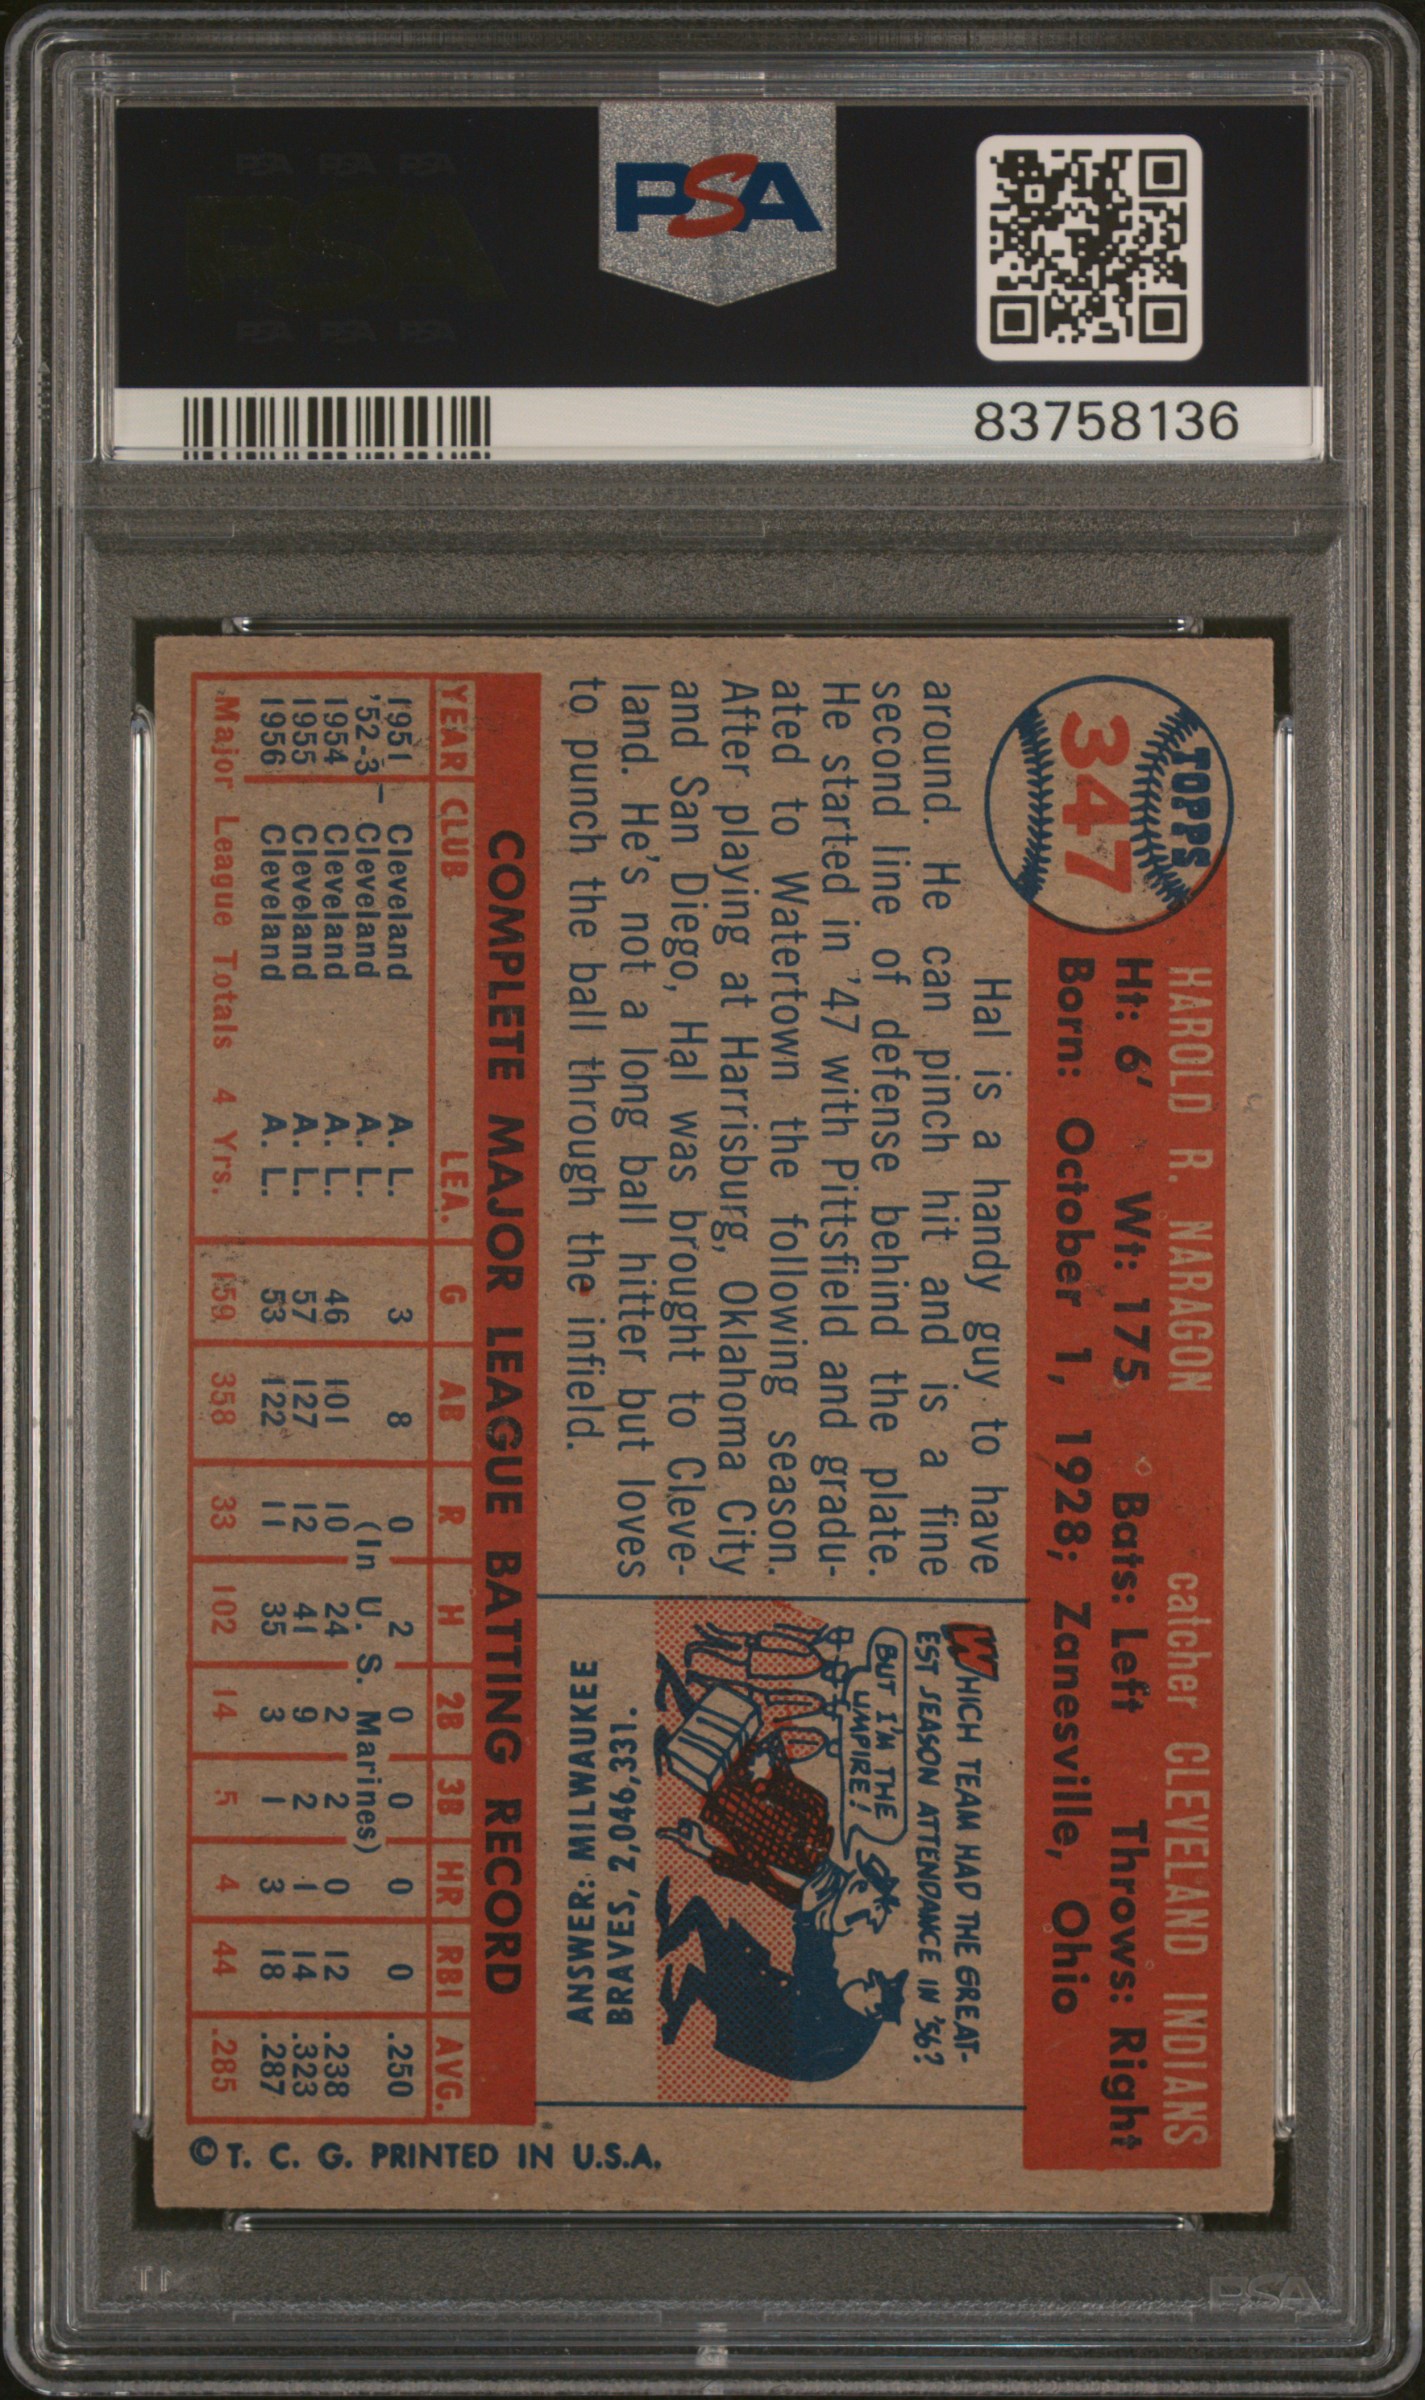 PSA PSA PSA
PSA
PSA PSA PSA
PSA
83758136
TOPPS
347
HAROLD R. NARAGON catcher CLEVELAND INDIANS
Ht: 6' Wt: 175 Bats: Left Throws: Right
Born: October 1, 1928; Zanesville, Ohio
Hal is a handy guy to have
around. He can pinch hit and is a fine
second line of defense behind the plate.
He started in '47 with Pittsfield and gradu-
ated to Watertown the following season.
After playing at Harrisburg, Oklahoma City
and San Diego, Hal was brought to Cleve-
land. He's not a long ball hitter but loves
to punch the ball through the infield.
WHICH TEAM HAD THE GREAT-
EST SEASON ATTENDANCE IN '56?
BUT I'M THE
UMPIRE!
ANSWER: MILWAUKEE
BRAVES, 2,046,331.
COMPLETE MAJOR LEAGUE BATTING RECORD
YEAR CLUB LEA. G AB R H 2B 3B HR RBI AVG.
1951 Cleveland A. L. 3 8 0 2 0 0 0 0 .250
'52-3 Cleveland A. L. (In U. S. Marines)
1954 Cleveland A. L. 46 101 10 24 2 2 0 12 .238
1955 Cleveland A. L. 57 127 12 41 9 2 1 14 .323
1956 Cleveland A. L. 53 122 11 35 3 1 3 18 .287
Major League Totals 4 Yrs. 159 358 33 102 14 5 4 44 .285
© T. C. G. PRINTED IN U.S.A.
PSA